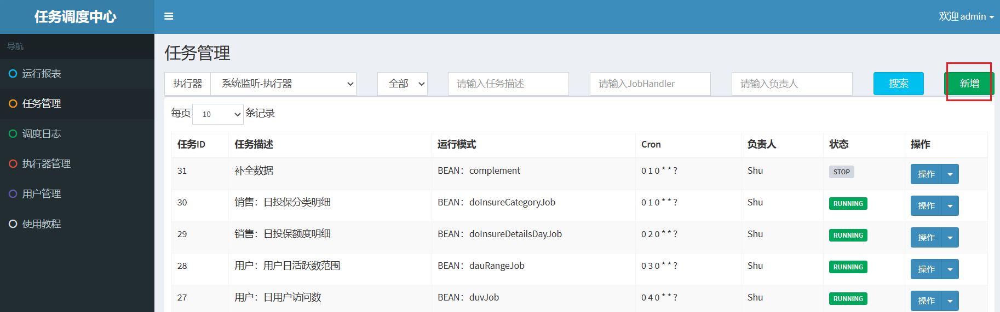 任务调度中心
欢迎 admin
导航
运行报表
任务管理
调度日志
执行器管理
用户管理
使用教程
任务管理
执行器 系统监听-执行器 全部 请输入任务描述 请输入JobHandler 请输入负责人 搜索 新增
每页 10 条记录
任务ID 任务描述 运行模式 Cron 负责人 状态 操作
31 补全数据 BEAN：complement 0 1 0 * * ? Shu STOP 操作
30 销售：日投保分类明细 BEAN：doInsureCategoryJob 0 1 0 * * ? Shu RUNNING 操作
29 销售：日投保额度明细 BEAN：doInsureDetailsDayJob 0 2 0 * * ? Shu RUNNING 操作
28 用户：用户日活跃数范围 BEAN：dauRangeJob 0 3 0 * * ? Shu RUNNING 操作
27 用户：日用户访问数 BEAN：duvJob 0 4 0 * * ? Shu RUNNING 操作